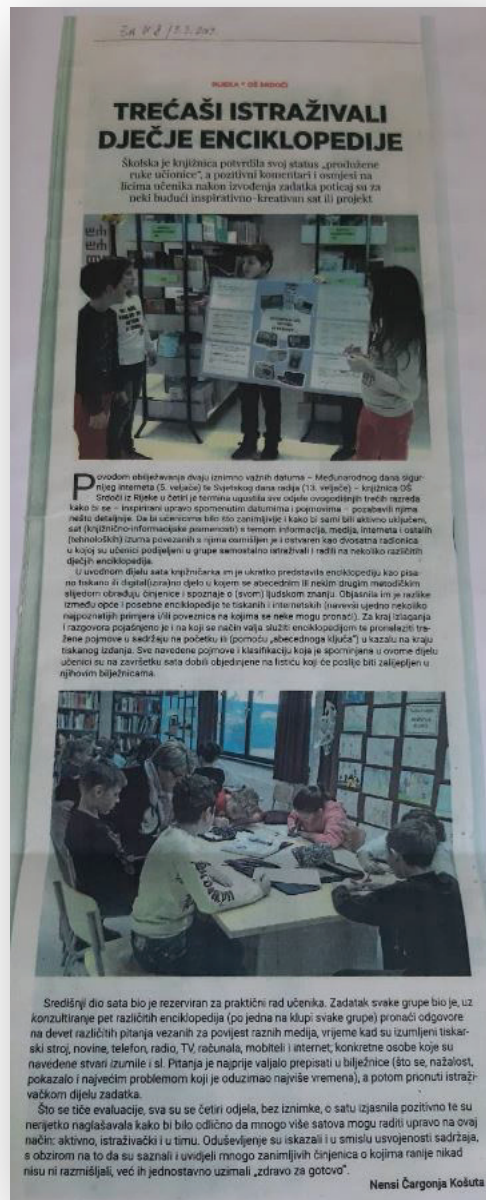 RIJEKA * OŠ SRDOČI
TREĆAŠI ISTRAŽIVALI
DJEČJE ENCIKLOPEDIJE
Školska je knjižnica potvrdila svoj status „produžene
ruke učionice“, a pozitivni komentari i osmjesi na
licima učenika nakon izvođenja zadatka poticaj su za
neki budući inspirativno-kreativan sat ili projekt
Povodom obilježavanja dvaju iznimno važnih datuma – Međunarodnog dana sigur-
nijeg interneta (5. veljače) te Svjetskog dana radija (13. veljače) – knjižnica OŠ
Srdoči iz Rijeke u četiri je termina ugostila sve odjele ovogodišnjih trećih razreda
kako bi se – inspirirani upravo spomenutim datumima i pojmovima – pozabavili njima
nešto detaljnije. Da bi učenicima bilo što zanimljivije i kako bi sami bili aktivno uključeni,
sat (knjižnično-informacijske pismenosti) s temom informacija, medija, interneta i ostalih
(tehnoloških) izuma povezanih s njima osmišljen je i ostvaren kao dvosatna radionica
u kojoj su učenici podijeljeni u grupe samostalno istraživali i radili na nekoliko različitih
dječjih enciklopedija.
U uvodnom dijelu sata knjižničarka im je ukratko predstavila enciklopediju kao pisa-
no tiskano ili digital(izira)no djelo u kojem se abecednim ili nekim drugim metodičkim
slijedom obrađuju činjenice i spoznaje o (svom) ljudskom znanju. Objasnila im je razlike
između opće i posebne enciklopedije te tiskanih i internetskih (navevši ujedno nekoliko
najpoznatijih primjera i/ili poveznica na kojima se neke mogu pronaći). Za kraj izlaganja
i razgovora pojašnjeno je i na koji se način valja služiti enciklopedijom te pronalaziti tra-
žene pojmove u sadržaju na početku ili (pomoću „abecednoga ključa“) u kazalu na kraju
tiskanog izdanja. Sve navedene pojmove i klasifikaciju koja je spominjana u ovome dijelu
učenici su na završetku sata dobili objedinjene na listiću koji će poslije biti zalijepljen u
njihovim bilježnicama.
Središnji dio sata bio je rezerviran za praktični rad učenika. Zadatak svake grupe bio je, uz
konzultiranje pet različitih enciklopedija (po jedna na klupi svake grupe) pronaći odgovore
na devet različitih pitanja vezanih za povijest raznih medija, vrijeme kad su izumljeni tiskar-
ski stroj, novine, telefon, radio, TV, računala, mobiteli i internet, konkretne osobe koje su
navedene stvari izumile i sl. Pitanja je najprije valjalo prepisati u bilježnice (što se, nažalost,
pokazalo i najvećim problemom koji je oduzimao najviše vremena), a potom prionuti istraži-
vačkom dijelu zadatka.
Što se tiče evaluacije, sva su se četiri odjela, bez iznimke, o satu izjasnila pozitivno te su
nerijetko naglašavala kako bi bilo odlično da mnogo više satova mogu raditi upravo na ovaj
način: aktivno, istraživački i u timu. Oduševljenje su iskazali i u smislu usvojenosti sadržaja,
s obzirom na to da su saznali i uvidjeli mnogo zanimljivih činjenica o kojima ranije nikad
nisu ni razmišljali, već ih jednostavno uzimali „zdravo za gotovo“.
Nensi Čargonja Košuta